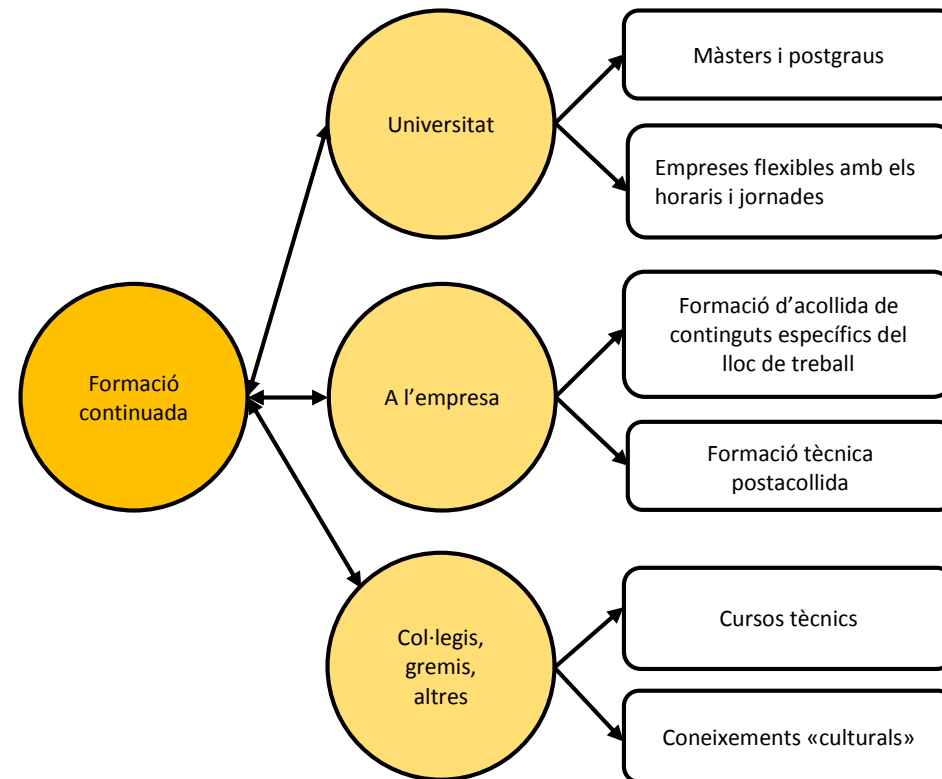 Màsters i postgraus
Universitat
Empreses flexibles amb els
horaris i jornades
Formació d’acollida de
continguts específics del
lloc de treball
Formació
continuada
A l’empresa
Formació tècnica
postacollida
Col·legis,
gremis,
altres
Cursos tècnics
Coneixements «culturals»